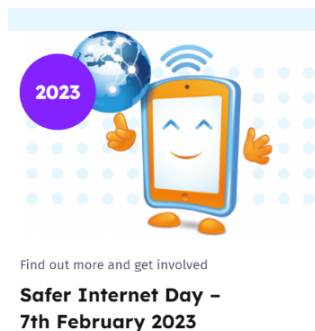 2023
Find out more and get involved
Safer Internet Day –
7th February 2023